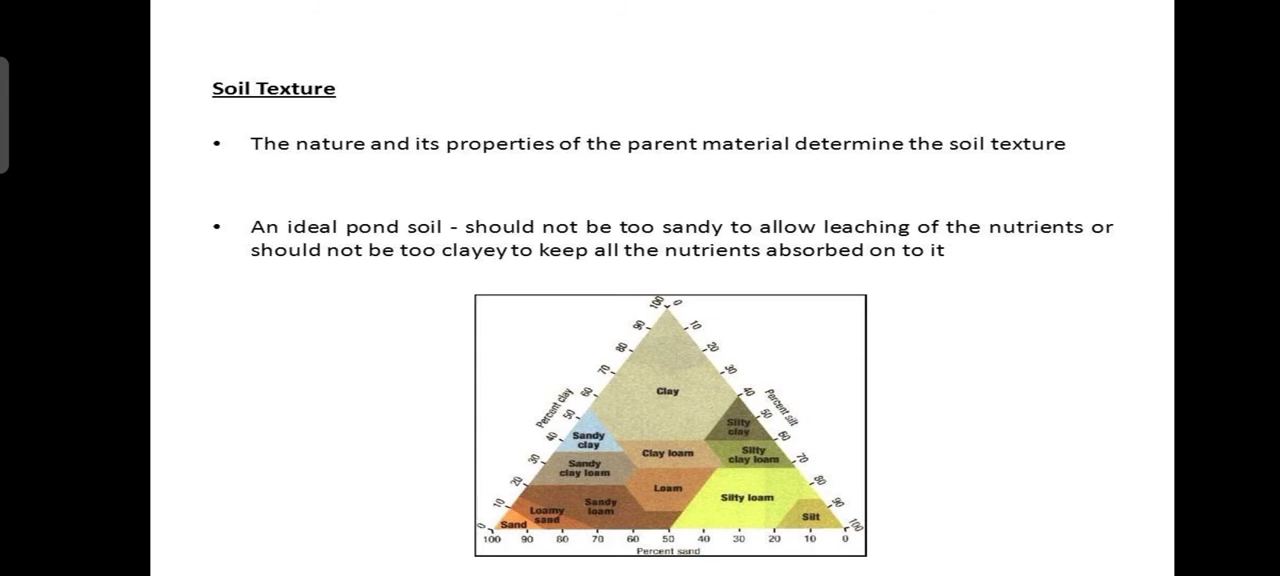 Soil Texture
• The nature and its properties of the parent material determine the soil texture
• An ideal pond soil - should not be too sandy to allow leaching of the nutrients or
should not be too clayey to keep all the nutrients absorbed on to it
100 0
90 10
80 20
70 30
60 40
50 50
40 60
30 70
20 80
10 90
0 100
Percent clay
Percent silt
Clay
Silty
clay
Sandy
clay
Clay loam
Silty
clay loam
Sandy
clay loam
Loam
Silty loam
Sandy
loam
Loamy
sand
Sand
Silt
100 90 80 70 60 50 40 30 20 10 0
Percent sand